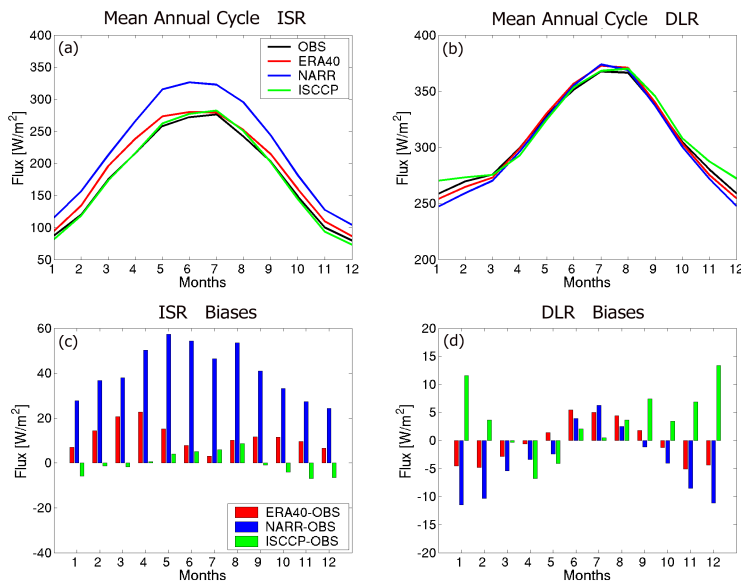 Mean Annual Cycle ISR
(a)
OBS
ERA40
NARR
ISCCP
Flux [W/m²]
400
350
300
250
200
150
100
50
1 2 3 4 5 6 7 8 9 10 11 12
Months
Mean Annual Cycle DLR
(b)
Flux [W/m²]
400
350
300
250
200
1 2 3 4 5 6 7 8 9 10 11 12
Months
ISR Biases
(c)
Flux [W/m²]
60
40
20
0
-20
-40
ERA40-OBS
NARR-OBS
ISCCP-OBS
1 2 3 4 5 6 7 8 9 10 11 12
Months
DLR Biases
(d)
Flux [W/m²]
20
15
10
5
0
-5
-10
-15
-20
1 2 3 4 5 6 7 8 9 10 11 12
Months